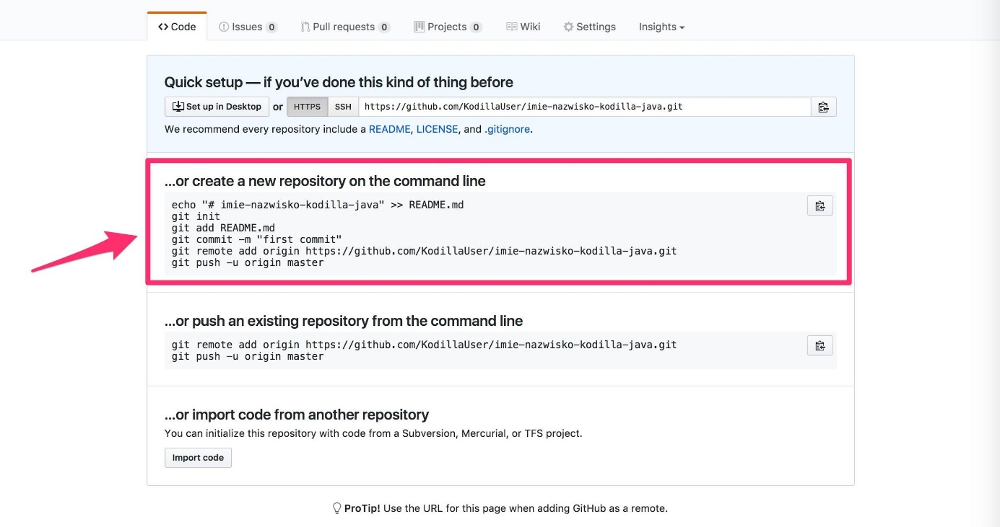 Code Issues 0 Pull requests 0 Projects 0 Wiki Settings Insights
Quick setup — if you’ve done this kind of thing before
Set up in Desktop or HTTPS SSH https://github.com/KodillaUser/imie-nazwisko-kodilla-java.git
We recommend every repository include a README, LICENSE, and .gitignore.
…or create a new repository on the command line
echo "# imie-nazwisko-kodilla-java" >> README.md
git init
git add README.md
git commit -m "first commit"
git remote add origin https://github.com/KodillaUser/imie-nazwisko-kodilla-java.git
git push -u origin master
…or push an existing repository from the command line
git remote add origin https://github.com/KodillaUser/imie-nazwisko-kodilla-java.git
git push -u origin master
…or import code from another repository
You can initialize this repository with code from a Subversion, Mercurial, or TFS project.
Import code
ProTip! Use the URL for this page when adding GitHub as a remote.